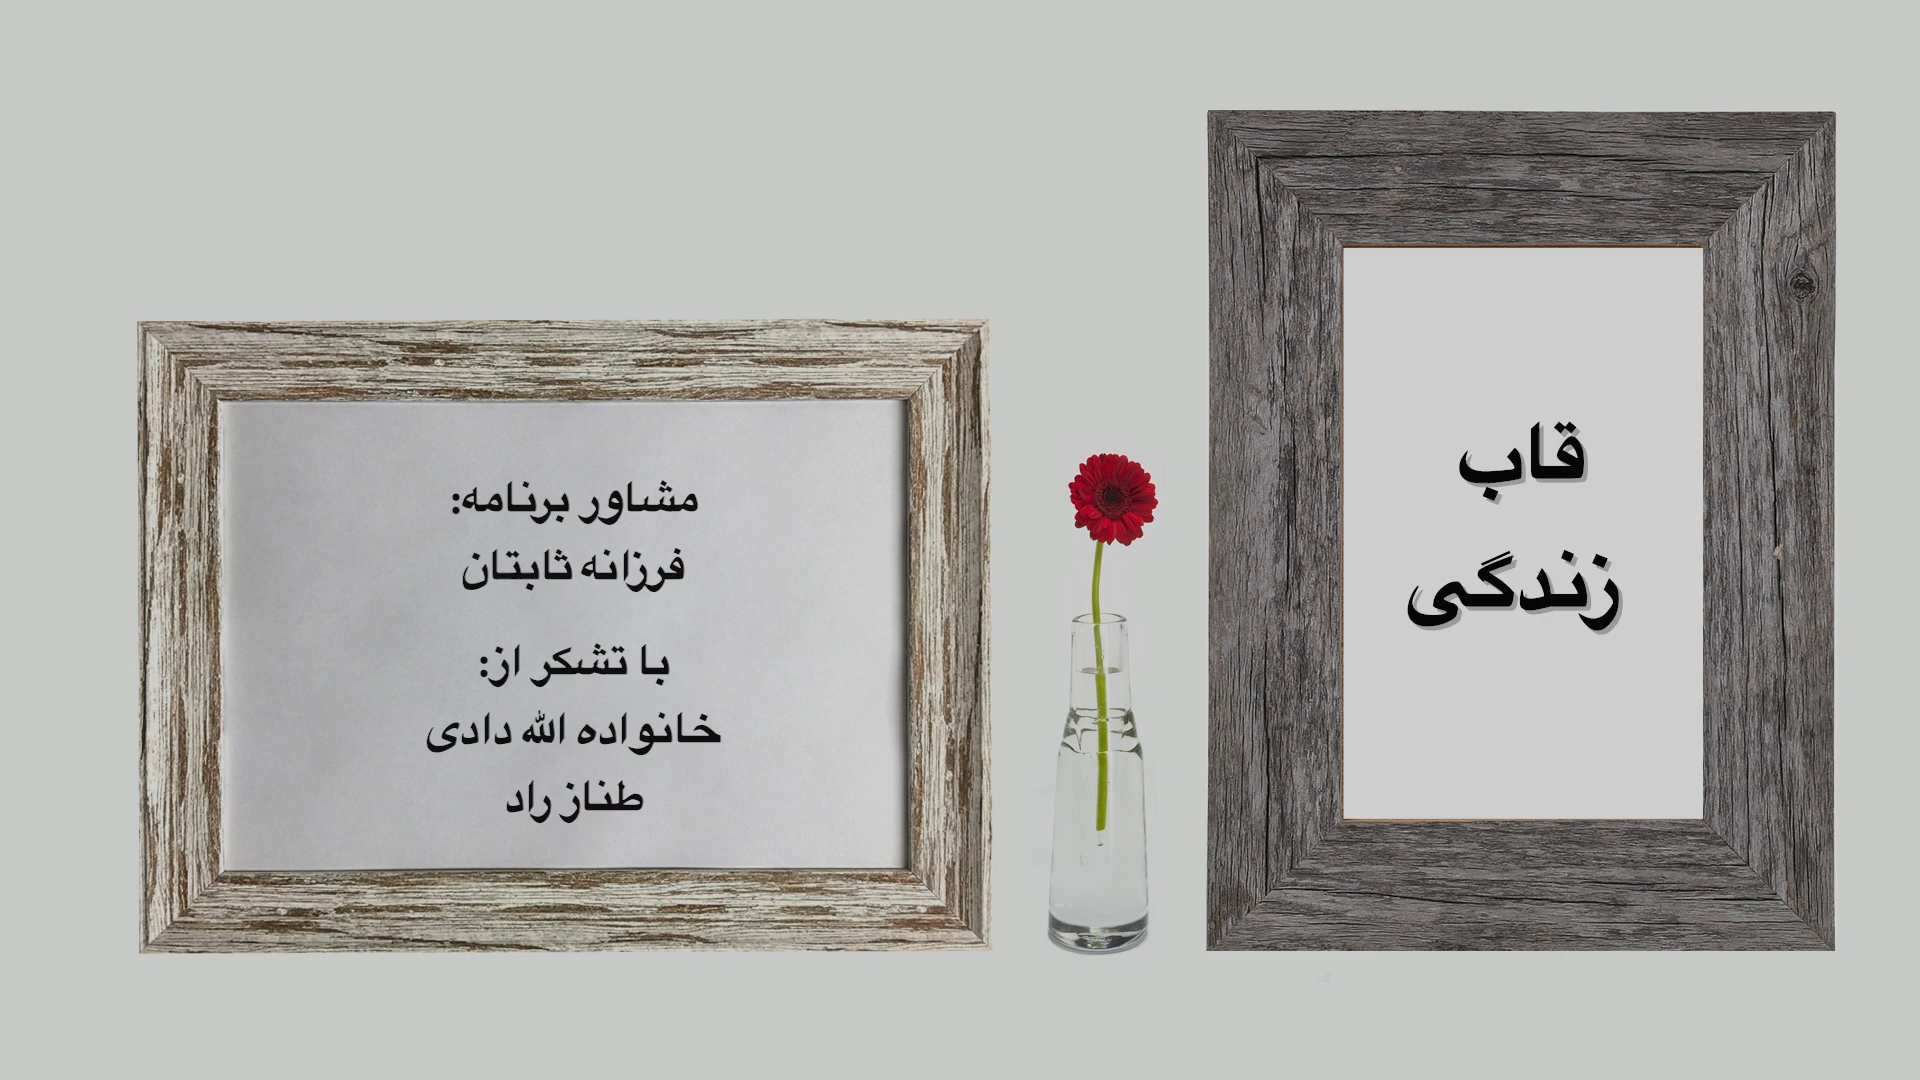 قاب
زندگی
مشاور برنامه:
فرزانه ثابتان
با تشکر از:
خانواده الله دادی
طناز راد